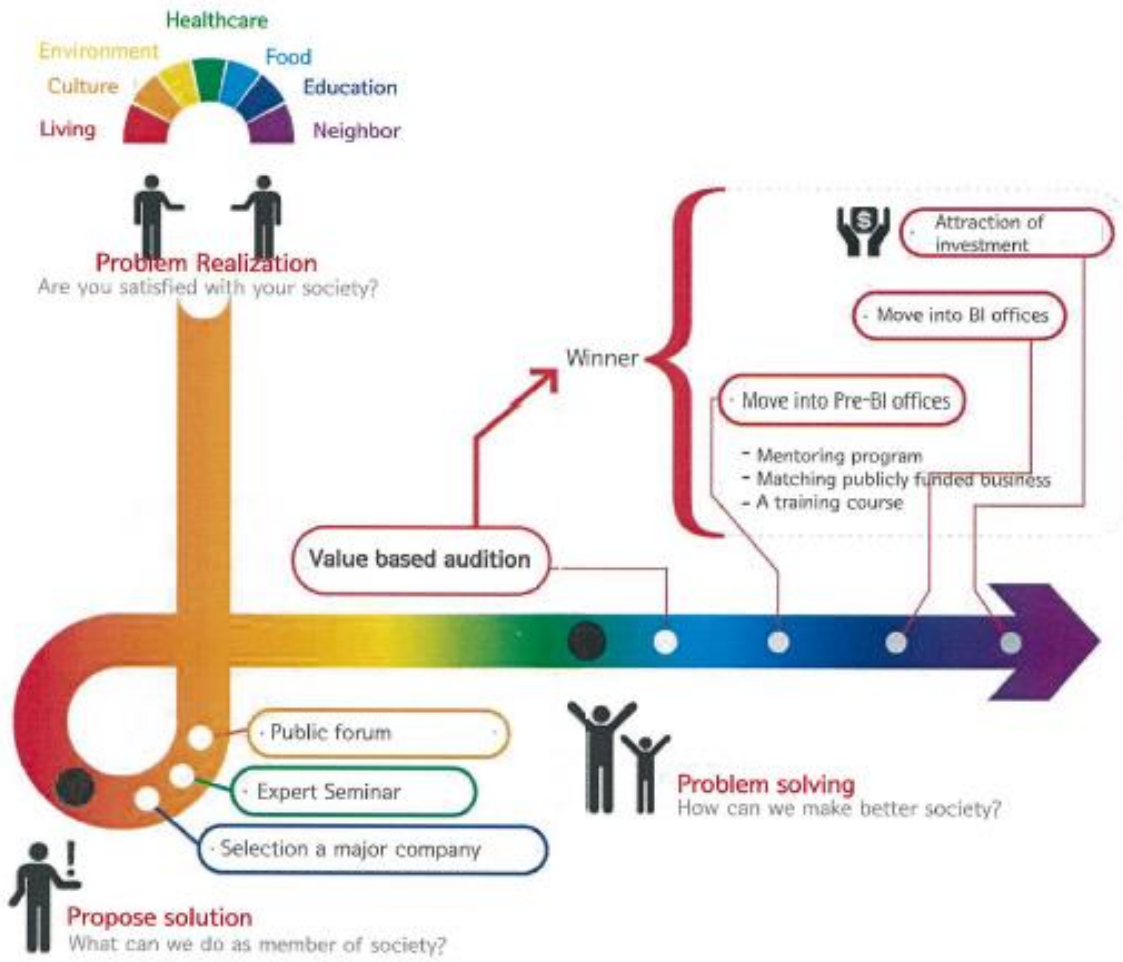 Healthcare
Environment
Food
Culture
Education
Living
Neighbor
Problem Realization
Are you satisfied with your society?
$
· Attraction of
investment
· Move into BI offices
Winner
· Move into Pre-BI offices
- Mentoring program
- Matching publicly funded business
- A training course
Value based audition
· Public forum
· Expert Seminar
· Selection a major company
Problem solving
How can we make better society?
!
Propose solution
What can we do as member of society?